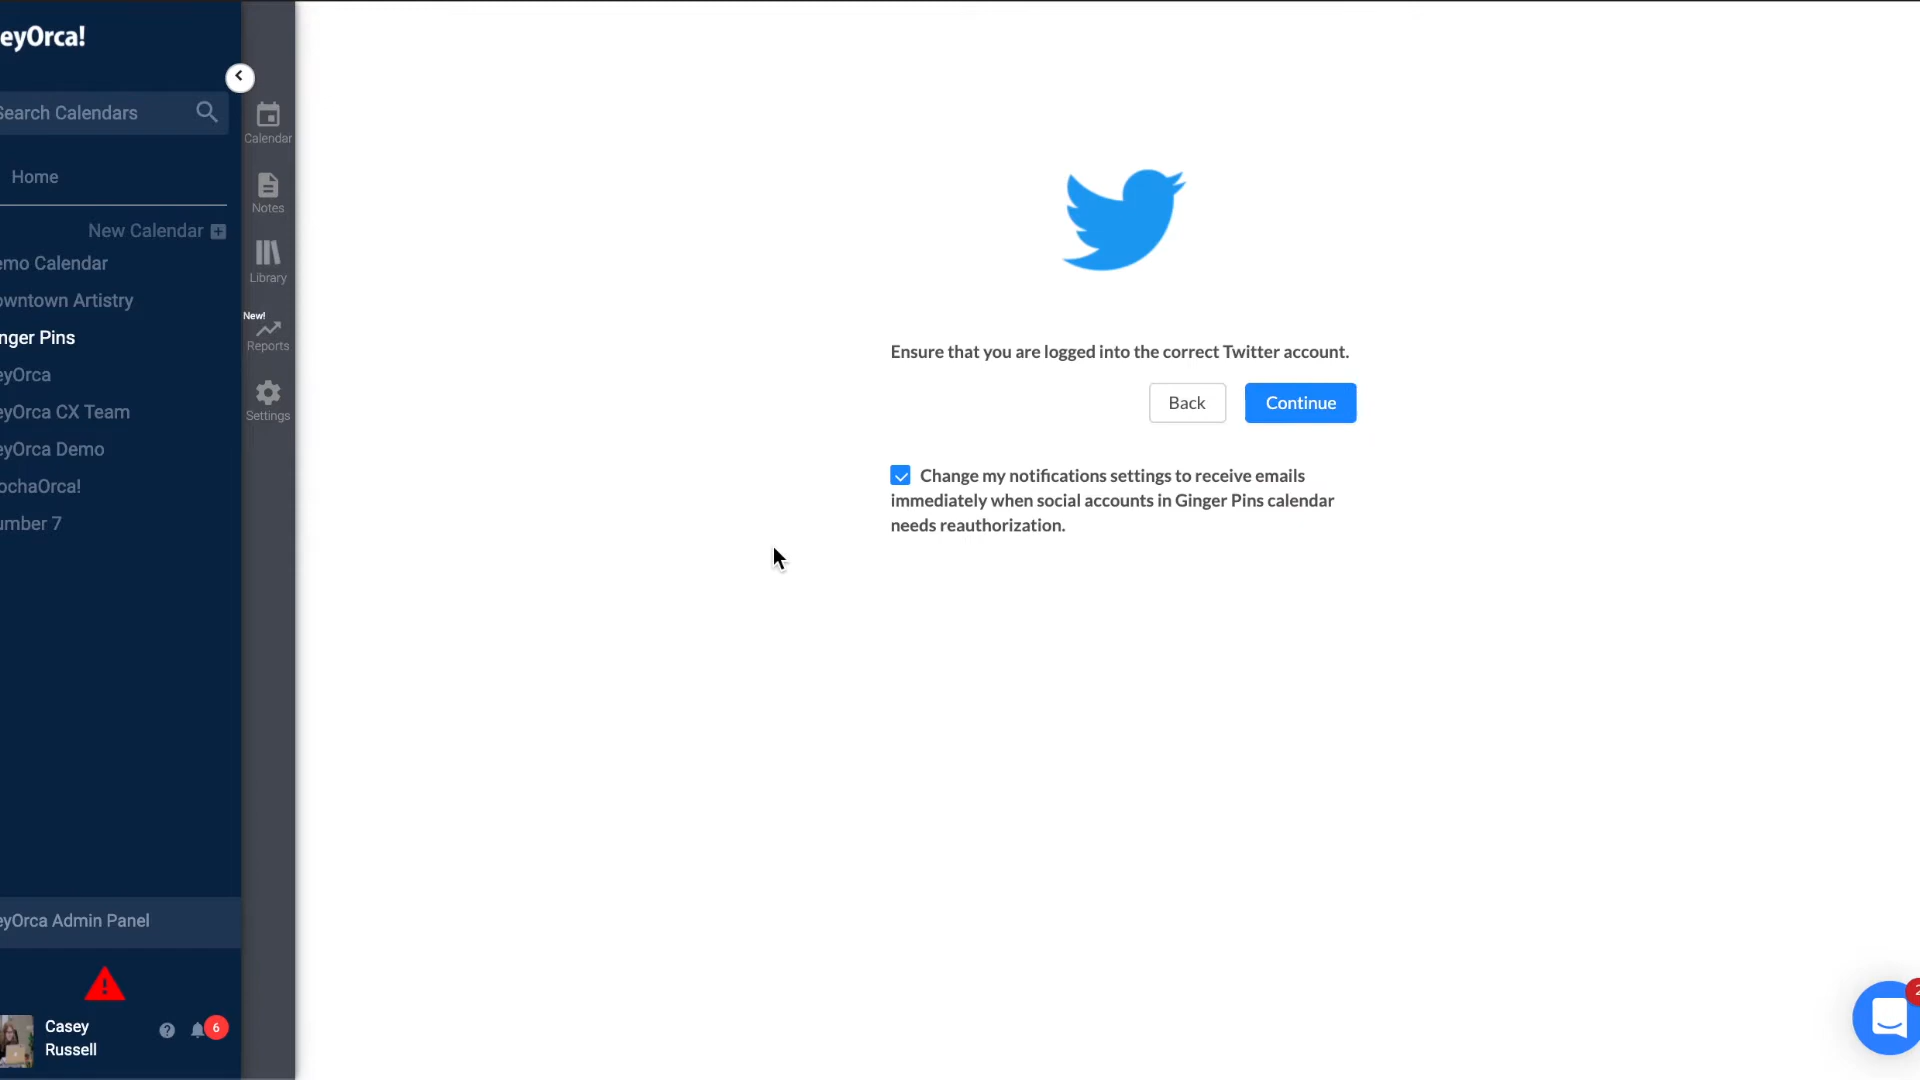 eyOrca!
Search Calendars
Home
New Calendar
emo Calendar
owntown Artistry
nger Pins
eyOrca
eyOrca CX Team
eyOrca Demo
ochaOrca!
umber 7
eyOrca Admin Panel
Casey
Russell
6
Calendar
Notes
Library
New!
Reports
Settings
Ensure that you are logged into the correct Twitter account.
Back
Continue
Change my notifications settings to receive emails
immediately when social accounts in Ginger Pins calendar
needs reauthorization.
2